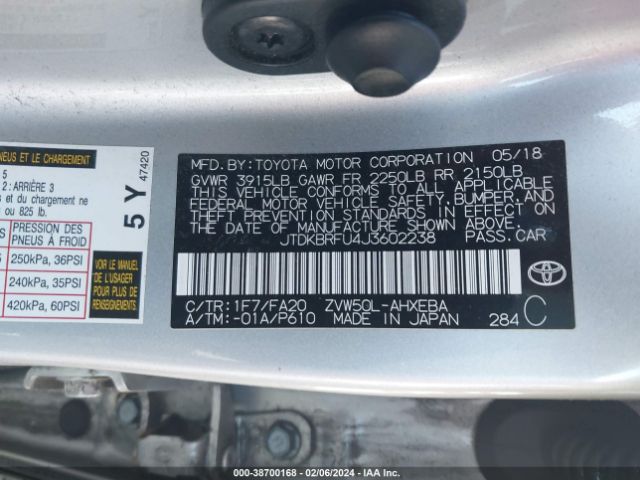 NEUS ET LE CHARGEMENT
5
2 : ARRIÈRE 3
s et du chargement ne
ou 825 lb.
PRESSION DES
PNEUS À FROID
250kPa, 36PSI
240kPa, 35PSI
420kPa, 60PSI
VOIR LE MANUEL
DE L'USAGER
POUR PLUS DE
RENSEIGNEMENTS
5 Y
47420
MFD. BY: TOYOTA MOTOR CORPORATION 05/18
GVWR 3915LB GAWR FR 2250LB RR 2150LB
THIS VEHICLE CONFORMS TO ALL APPLICABLE
FEDERAL MOTOR VEHICLE SAFETY, BUMPER, AND
THEFT PREVENTION STANDARDS IN EFFECT ON
THE DATE OF MANUFACTURE SHOWN ABOVE.
JTDKBRFU4J3602238 PASS. CAR
C/TR: 1F7/FA20 ZVW50L-AHXEBA
A/TM: -01A/P610 MADE IN JAPAN 284 C
TOYOTA
000-38700168 - 02/06/2024 - IAA Inc.